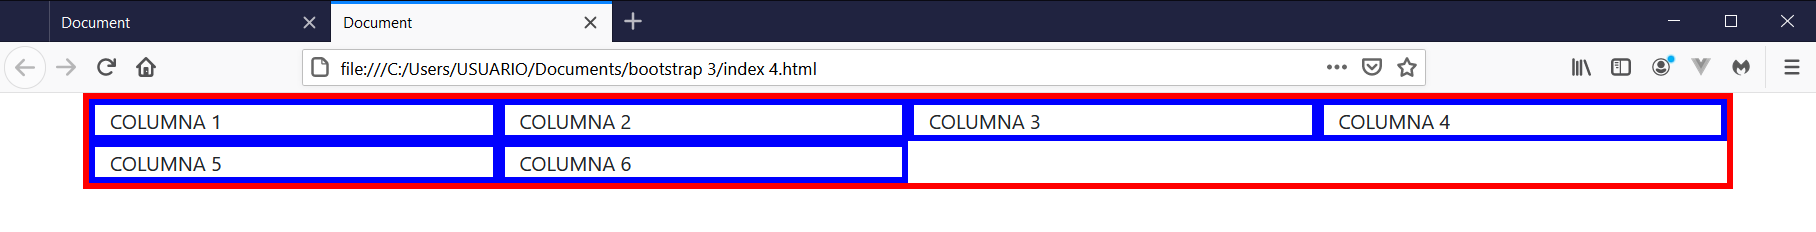 Document
Document
file:///C:/Users/USUARIO/Documents/bootstrap 3/index 4.html
COLUMNA 1
COLUMNA 2
COLUMNA 3
COLUMNA 4
COLUMNA 5
COLUMNA 6